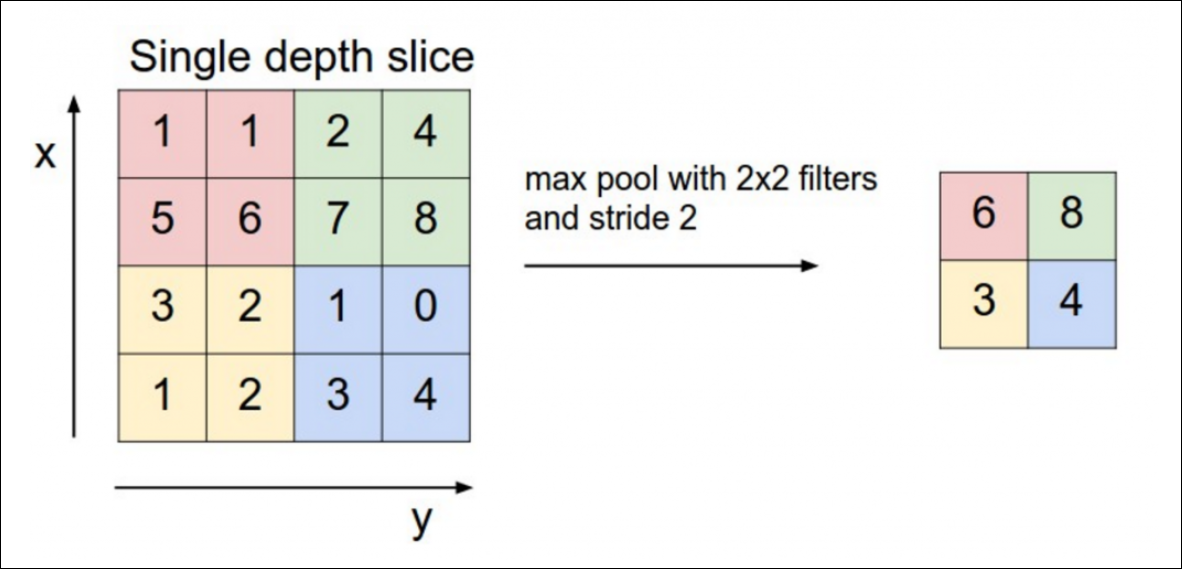 Single depth slice
x
1 1 2 4
5 6 7 8
3 2 1 0
1 2 3 4
y
max pool with 2x2 filters
and stride 2
6 8
3 4